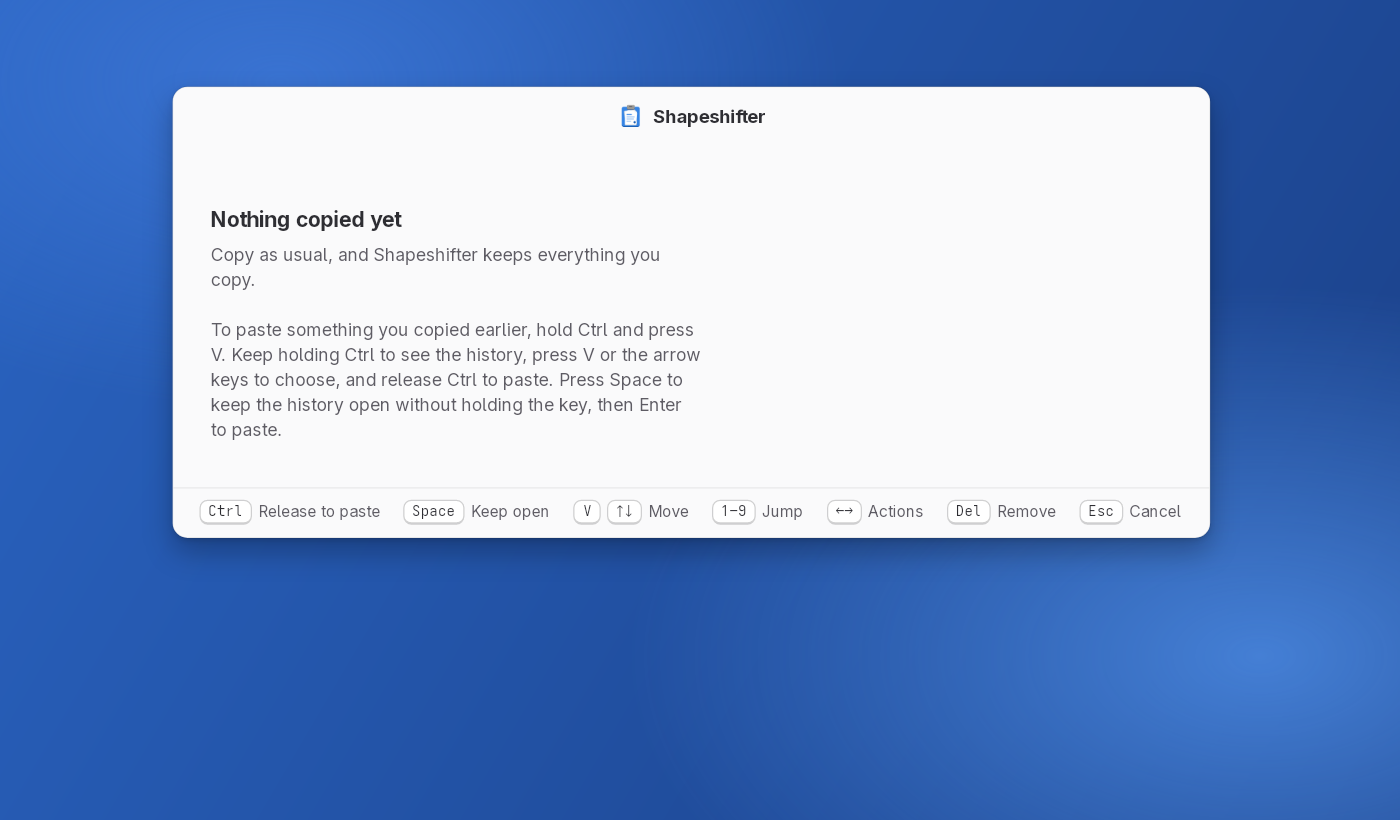 Shapeshifter
Nothing copied yet
Copy as usual, and Shapeshifter keeps everything you
copy.
To paste something you copied earlier, hold Ctrl and press
V. Keep holding Ctrl to see the history, press V or the arrow
keys to choose, and release Ctrl to paste. Press Space to
keep the history open without holding the key, then Enter
to paste.
Ctrl Release to paste Space Keep open V ↑↓ Move 1–9 Jump ←→ Actions Del Remove Esc Cancel